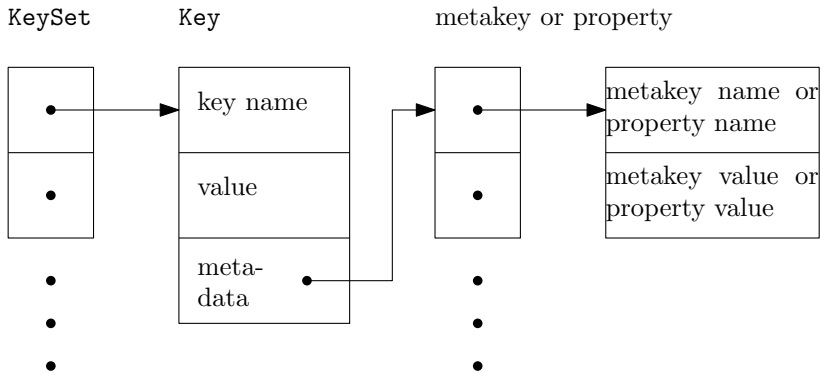 KeySet
Key
metakey or property
key name
value
meta-
data
metakey name or
property name
metakey value or
property value